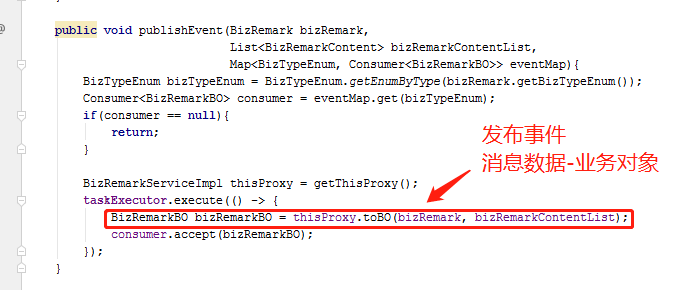 public void publishEvent(BizRemark bizRemark,
List<BizRemarkContent> bizRemarkContentList,
Map<BizTypeEnum, Consumer<BizRemarkBO>> eventMap){
BizTypeEnum bizTypeEnum = BizTypeEnum.getEnumByType(bizRemark.getBizTypeEnum());
Consumer<BizRemarkBO> consumer = eventMap.get(bizTypeEnum);
if(consumer == null){
return;
}
发布事件
消息数据-业务对象
BizRemarkServiceImpl thisProxy = getThisProxy();
taskExecutor.execute(() -> {
BizRemarkBO bizRemarkBO = thisProxy.toBO(bizRemark, bizRemarkContentList);
consumer.accept(bizRemarkBO);
});
}